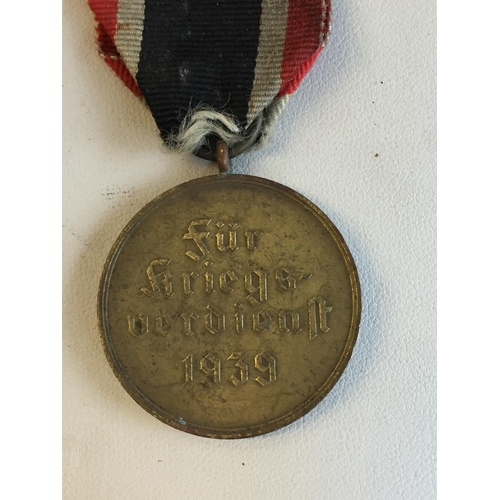 Für
Kriegs-
verdienst
1939